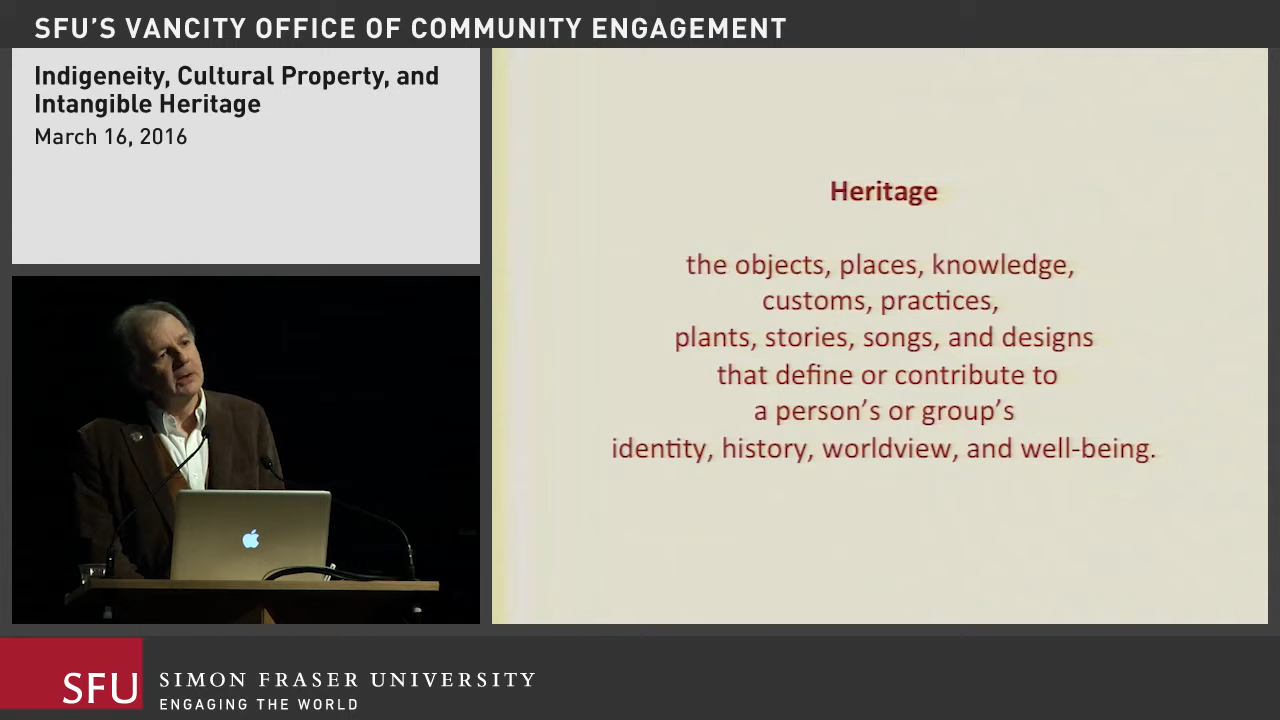 SFU'S VANCITY OFFICE OF COMMUNITY ENGAGEMENT
Indigeneity, Cultural Property, and
Intangible Heritage
March 16, 2016
Heritage
the objects, places, knowledge,
customs, practices,
plants, stories, songs, and designs
that define or contribute to
a person's or group's
identity, history, worldview, and well-being.
SFU
SIMON FRASER UNIVERSITY
ENGAGING THE WORLD